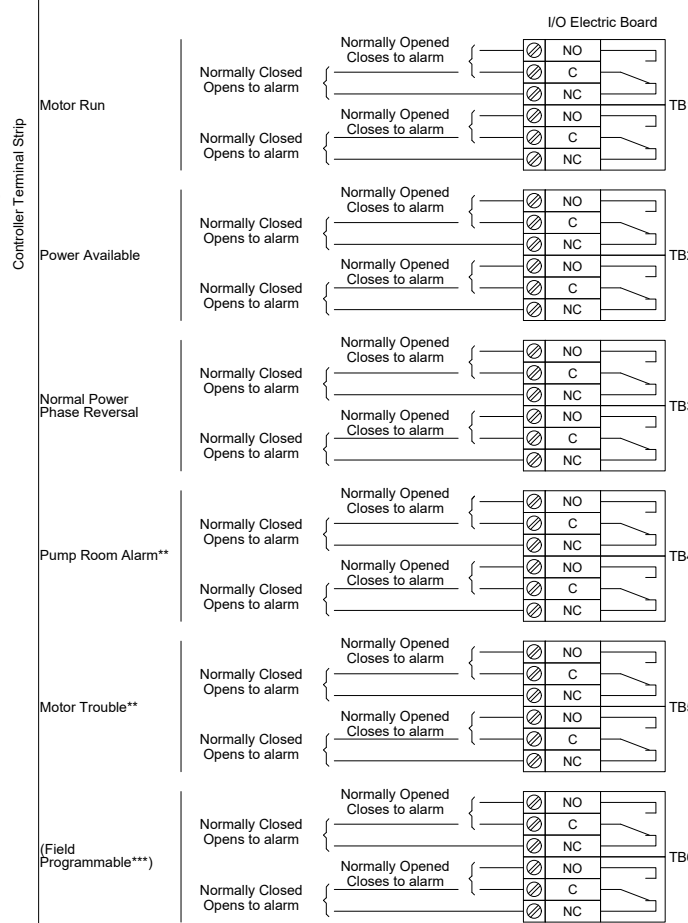 I/O Electric Board
Controller Terminal Strip
Motor Run
Normally Opened
Closes to alarm
Normally Closed
Opens to alarm
Normally Opened
Closes to alarm
Normally Closed
Opens to alarm
NO
C
NC
NO
C
NC
TB
Power Available
Normally Opened
Closes to alarm
Normally Closed
Opens to alarm
Normally Opened
Closes to alarm
Normally Closed
Opens to alarm
NO
C
NC
NO
C
NC
TB2
Normal Power
Phase Reversal
Normally Opened
Closes to alarm
Normally Closed
Opens to alarm
Normally Opened
Closes to alarm
Normally Closed
Opens to alarm
NO
C
NC
NO
C
NC
TB3
Pump Room Alarm**
Normally Opened
Closes to alarm
Normally Closed
Opens to alarm
Normally Opened
Closes to alarm
Normally Closed
Opens to alarm
NO
C
NC
NO
C
NC
TB4
Motor Trouble**
Normally Opened
Closes to alarm
Normally Closed
Opens to alarm
Normally Opened
Closes to alarm
Normally Closed
Opens to alarm
NO
C
NC
NO
C
NC
TB5
(Field
Programmable***)
Normally Opened
Closes to alarm
Normally Closed
Opens to alarm
Normally Opened
Closes to alarm
Normally Closed
Opens to alarm
NO
C
NC
NO
C
NC
TB6